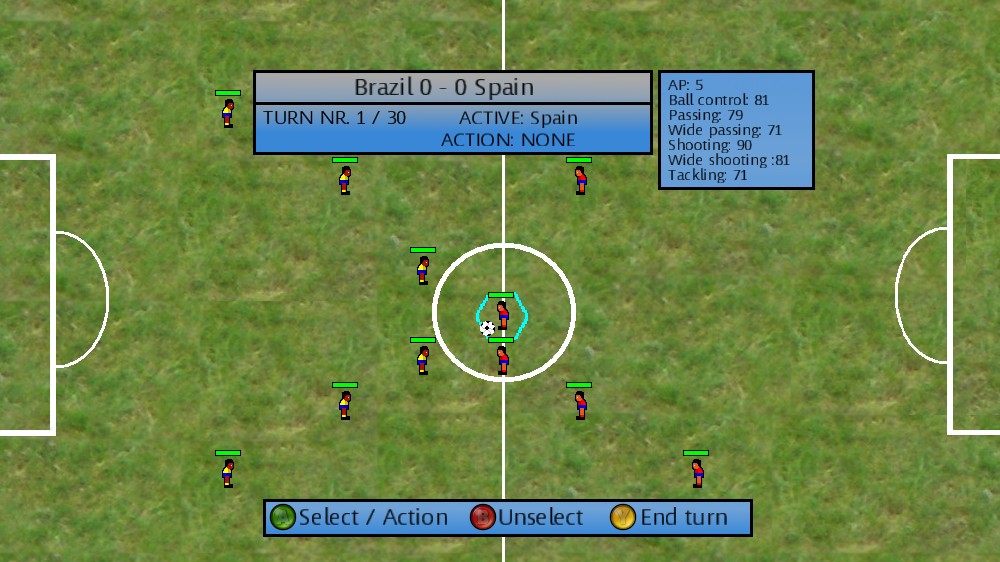 Brazil 0 - 0 Spain
TURN NR. 1 / 30 ACTIVE: Spain
ACTION: NONE
AP: 5
Ball control: 81
Passing: 79
Wide passing: 71
Shooting: 90
Wide shooting :81
Tackling: 71
A Select / Action B Unselect Y End turn